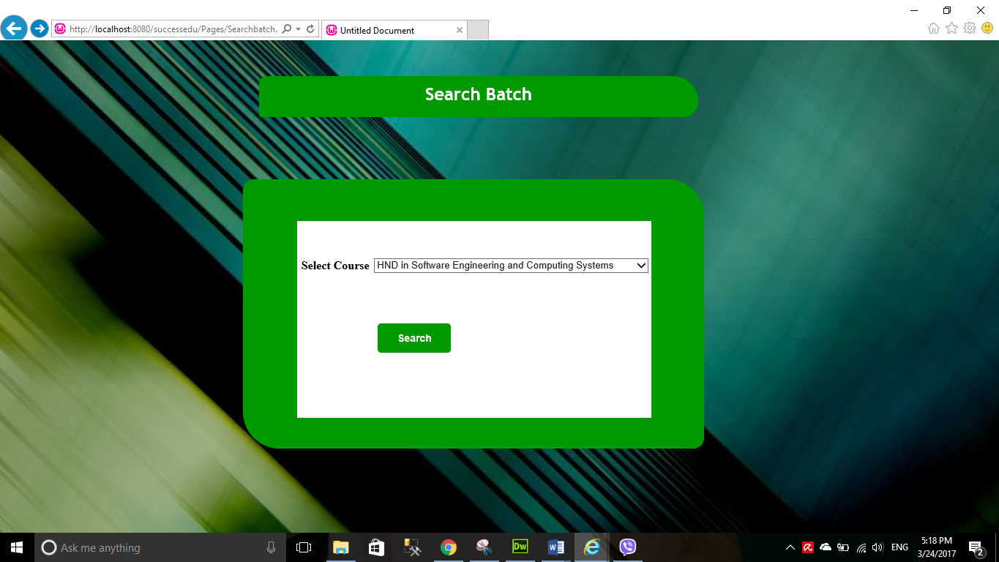 http://localhost:8080/successedu/Pages/Searchbatch.
Untitled Document
Search Batch
Select Course
HND in Software Engineering and Computing Systems
Search
Ask me anything
Dw
ENG
5:18 PM
3/24/2017
2